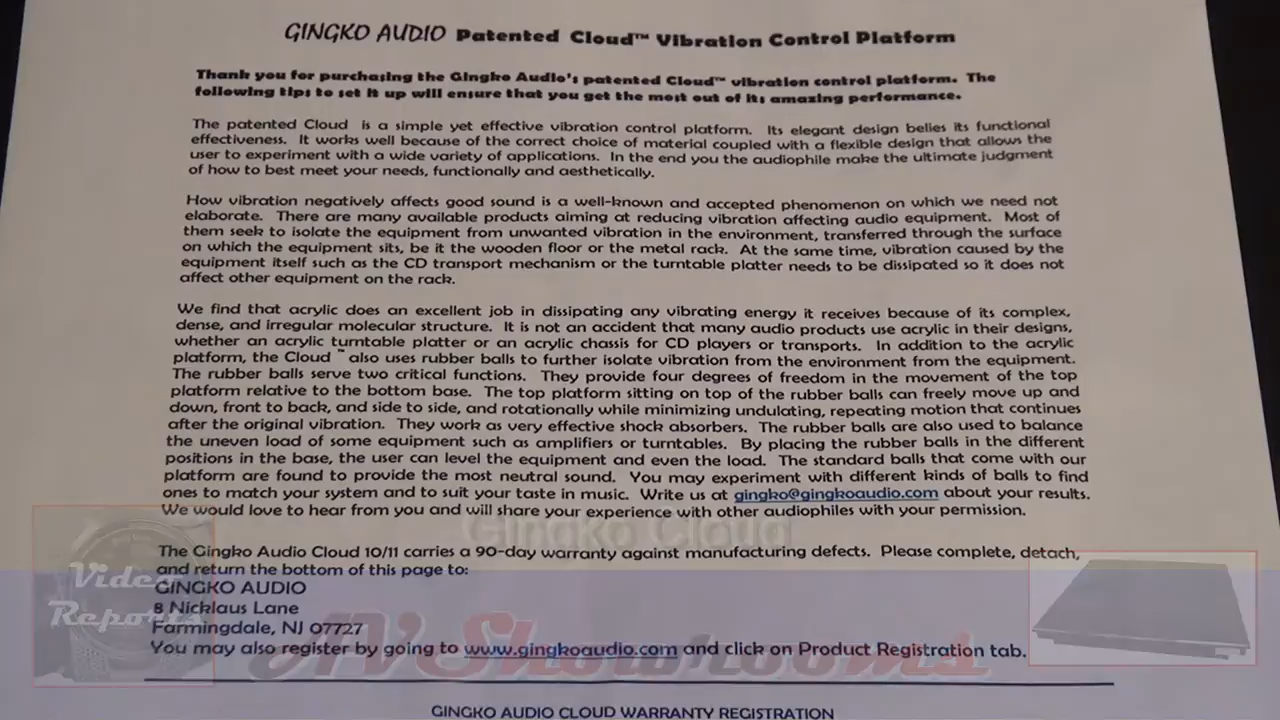 GINGKO AUDIO Patented Cloud™ Vibration Control Platform
Thank you for purchasing the Gingko Audio's patented Cloud™ vibration control platform. The
following tips to set it up will ensure that you get the most out of its amazing performance.
The patented Cloud is a simple yet effective vibration control platform. Its elegant design belies its functional
effectiveness. It works well because of the correct choice of material coupled with a flexible design that allows the
user to experiment with a wide variety of applications. In the end you the audiophile make the ultimate judgment
of how to best meet your needs, functionally and aesthetically.
How vibration negatively affects good sound is a well-known and accepted phenomenon on which we need not
elaborate. There are many available products aiming at reducing vibration affecting audio equipment. Most of
them seek to isolate the equipment from unwanted vibration in the environment, transferred through the surface
on which the equipment sits, be it the wooden floor or the metal rack. At the same time, vibration caused by the
equipment itself such as the CD transport mechanism or the turntable platter needs to be dissipated so it does not
affect other equipment on the rack.
We find that acrylic does an excellent job in dissipating any vibrating energy it receives because of its complex,
dense, and irregular molecular structure. It is not an accident that many audio products use acrylic in their designs,
whether an acrylic turntable platter or an acrylic chassis for CD players or transports. In addition to the acrylic
platform, the Cloud™ also uses rubber balls to further isolate vibration from the environment from the equipment.
The rubber balls serve two critical functions. They provide four degrees of freedom in the movement of the top
platform relative to the bottom base. The top platform sitting on top of the rubber balls can freely move up and
down, front to back, and side to side, and rotationally while minimizing undulating, repeating motion that continues
after the original vibration. They work as very effective shock absorbers. The rubber balls are also used to balance
the uneven load of some equipment such as amplifiers or turntables. By placing the rubber balls in the different
positions in the base, the user can level the equipment and even the load. The standard balls that come with our
platform are found to provide the most neutral sound. You may experiment with different kinds of balls to find
ones to match your system and to suit your taste in music. Write us at gingko@gingkoaudio.com about your results.
We would love to hear from you and will share your experience with other audiophiles with your permission.
Gingko Cloud
The Gingko Audio Cloud 10/11 carries a 90-day warranty against manufacturing defects. Please complete, detach,
and return the bottom of this page to:
GINGKO AUDIO
8 Nicklaus Lane
Farmingdale, NJ 07727
You may also register by going to www.gingkoaudio.com and click on Product Registration tab.
Video
Reports
AV Showrooms
GINGKO AUDIO CLOUD WARRANTY REGISTRATION